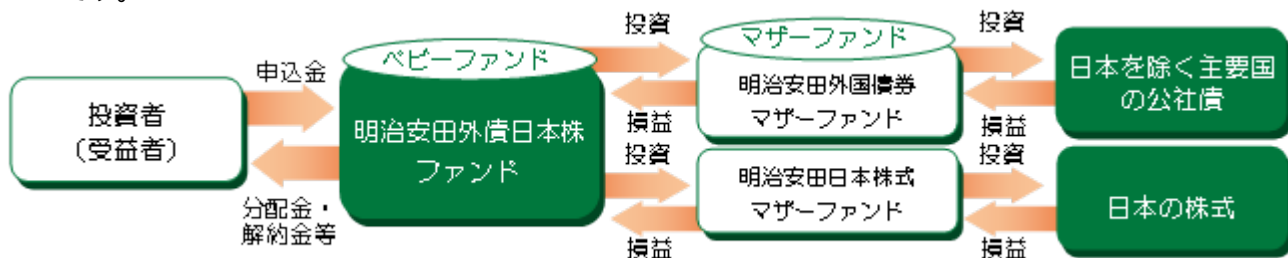 す。
投資者
（受益者）
申込金
分配金・
解約金等
ベビーファンド
明治安田外債日本株
ファンド
投資
損益
投資
損益
マザーファンド
明治安田外国債券
マザーファンド
明治安田日本株式
マザーファンド
投資
損益
投資
損益
日本を除く主要国
の公社債
日本の株式